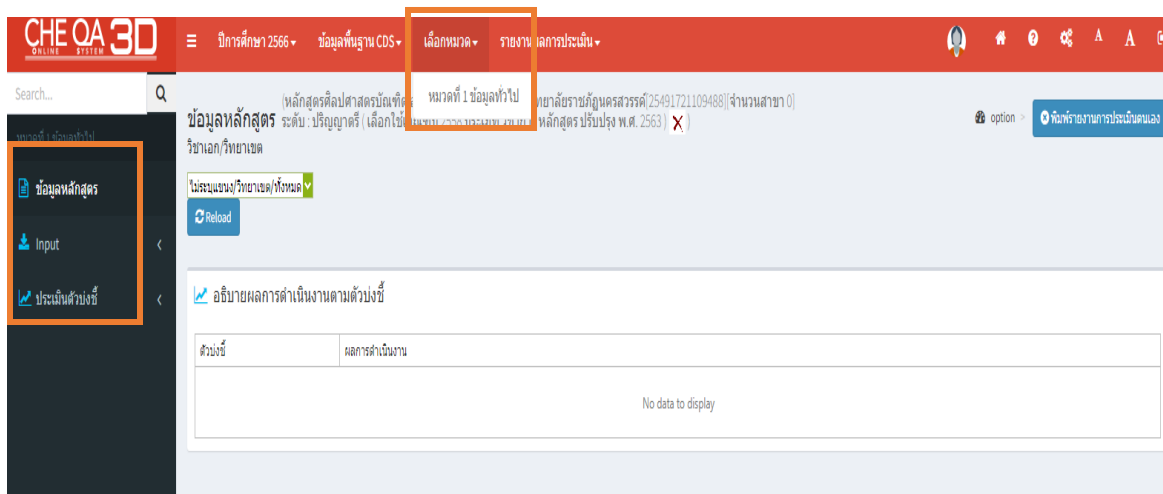 CHE QA 3D
ONLINE SYSTEM
ปีการศึกษา 2566 ข้อมูลพื้นฐาน CDS เลือกหมวด รายงานผลการประเมิน A A
Search...
หมวดที่ 1 ข้อมูลทั่วไป
หมวดที่ 1 ข้อมูลทั่วไป
ข้อมูลหลักสูตร (หลักสูตรศิลปศาสตรบัณฑิต ทยาลัยราชภัฏนครสวรรค์[25491721109488][จำนวนสาขา 0]
ระดับ : ปริญญาตรี ( เลือกใช้ หลักสูตร ปรับปรุง พ.ศ. 2563 ) X )
option > พิมพ์รายงานการประเมินตนเอง
วิชาเอก/วิทยาเขต
ไม่ระบุแขนง/วิทยาเขต/ทั้งหมด
Reload
ข้อมูลหลักสูตร
Input
ประเมินตัวบ่งชี้
อธิบายผลการดำเนินงานตามตัวบ่งชี้
ตัวบ่งชี้ ผลการดำเนินงาน
No data to display